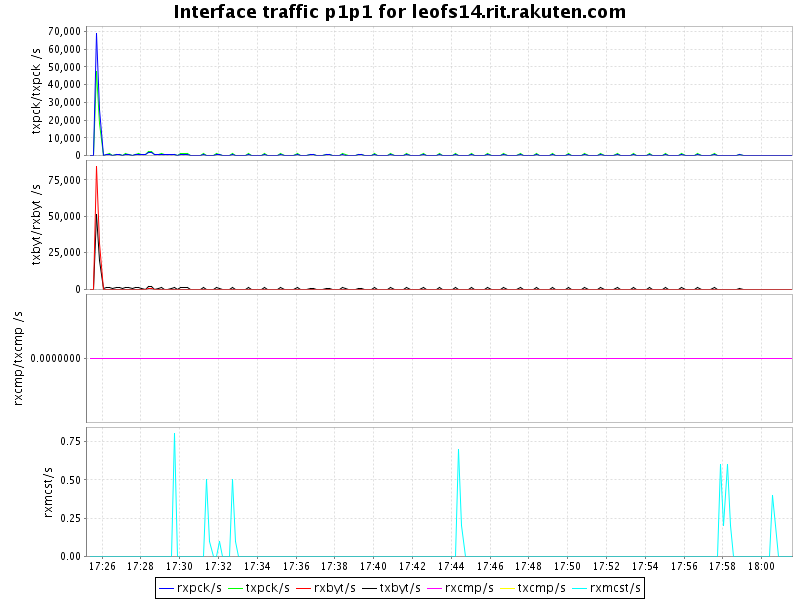 Interface traffic p1p1 for leofs14.rit.rakuten.com
txpck/txpck /s
70,000
60,000
50,000
40,000
30,000
20,000
10,000
0
txbyt/rxbyt /s
75,000
50,000
25,000
0
rxcmp/txcmp /s
0.0000000
rxmcst/s
0.75
0.50
0.25
0.00
17:26 17:28 17:30 17:32 17:34 17:36 17:38 17:40 17:42 17:44 17:46 17:48 17:50 17:52 17:54 17:56 17:58 18:00
rxpck/s txpck/s rxbyt/s txbyt/s rxcmp/s txcmp/s rxmcst/s